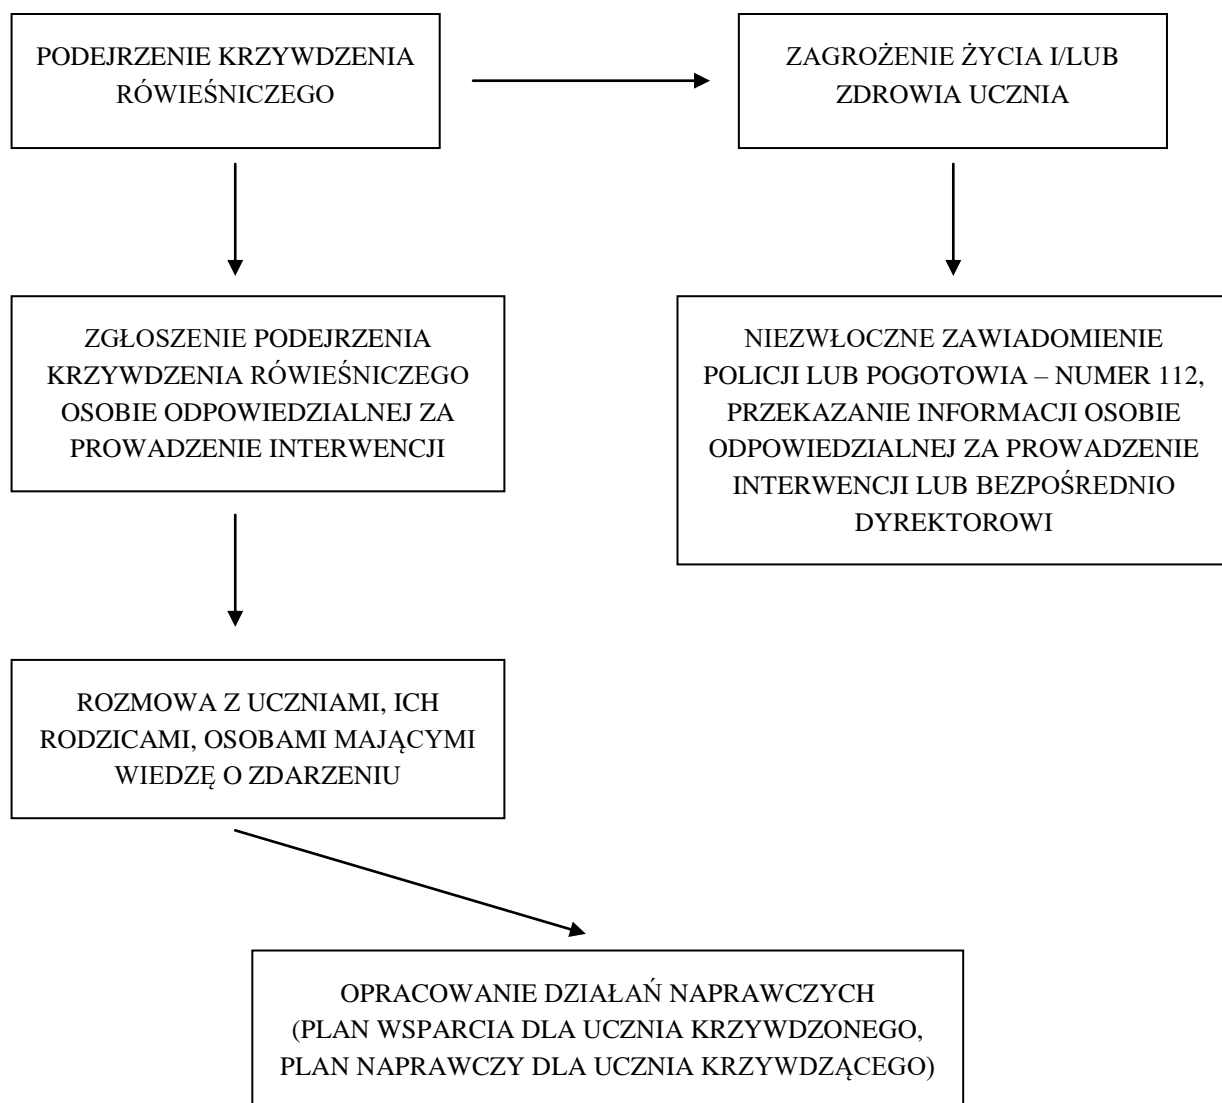 PODEJRZENIE KRZYWDZENIA
RÓWIEŚNICZEGO
ZAGROŻENIE ŻYCIA I/LUB
ZDROWIA UCZNIA
ZGŁOSZENIE PODEJRZENIA
KRZYWDZENIA RÓWIEŚNICZEGO
OSOBIE ODPOWIEDZIALNEJ ZA
PROWADZENIE INTERWENCJI
NIEZWŁOCZNE ZAWIADOMIENIE
POLICJI LUB POGOTOWIA – NUMER 112,
PRZEKAZANIE INFORMACJI OSOBIE
ODPOWIEDZIALNEJ ZA PROWADZENIE
INTERWENCJI LUB BEZPOŚREDNIO
DYREKTOROWI
ROZMOWA Z UCZNIAMI, ICH
RODZICAMI, OSOBAMI MAJĄCYMI
WIEDZĘ O ZDARZENIU
OPRACOWANIE DZIAŁAŃ NAPRAWCZYCH
(PLAN WSPARCIA DLA UCZNIA KRZYWDZONEGO,
PLAN NAPRAWCZY DLA UCZNIA KRZYWDZĄCEGO)